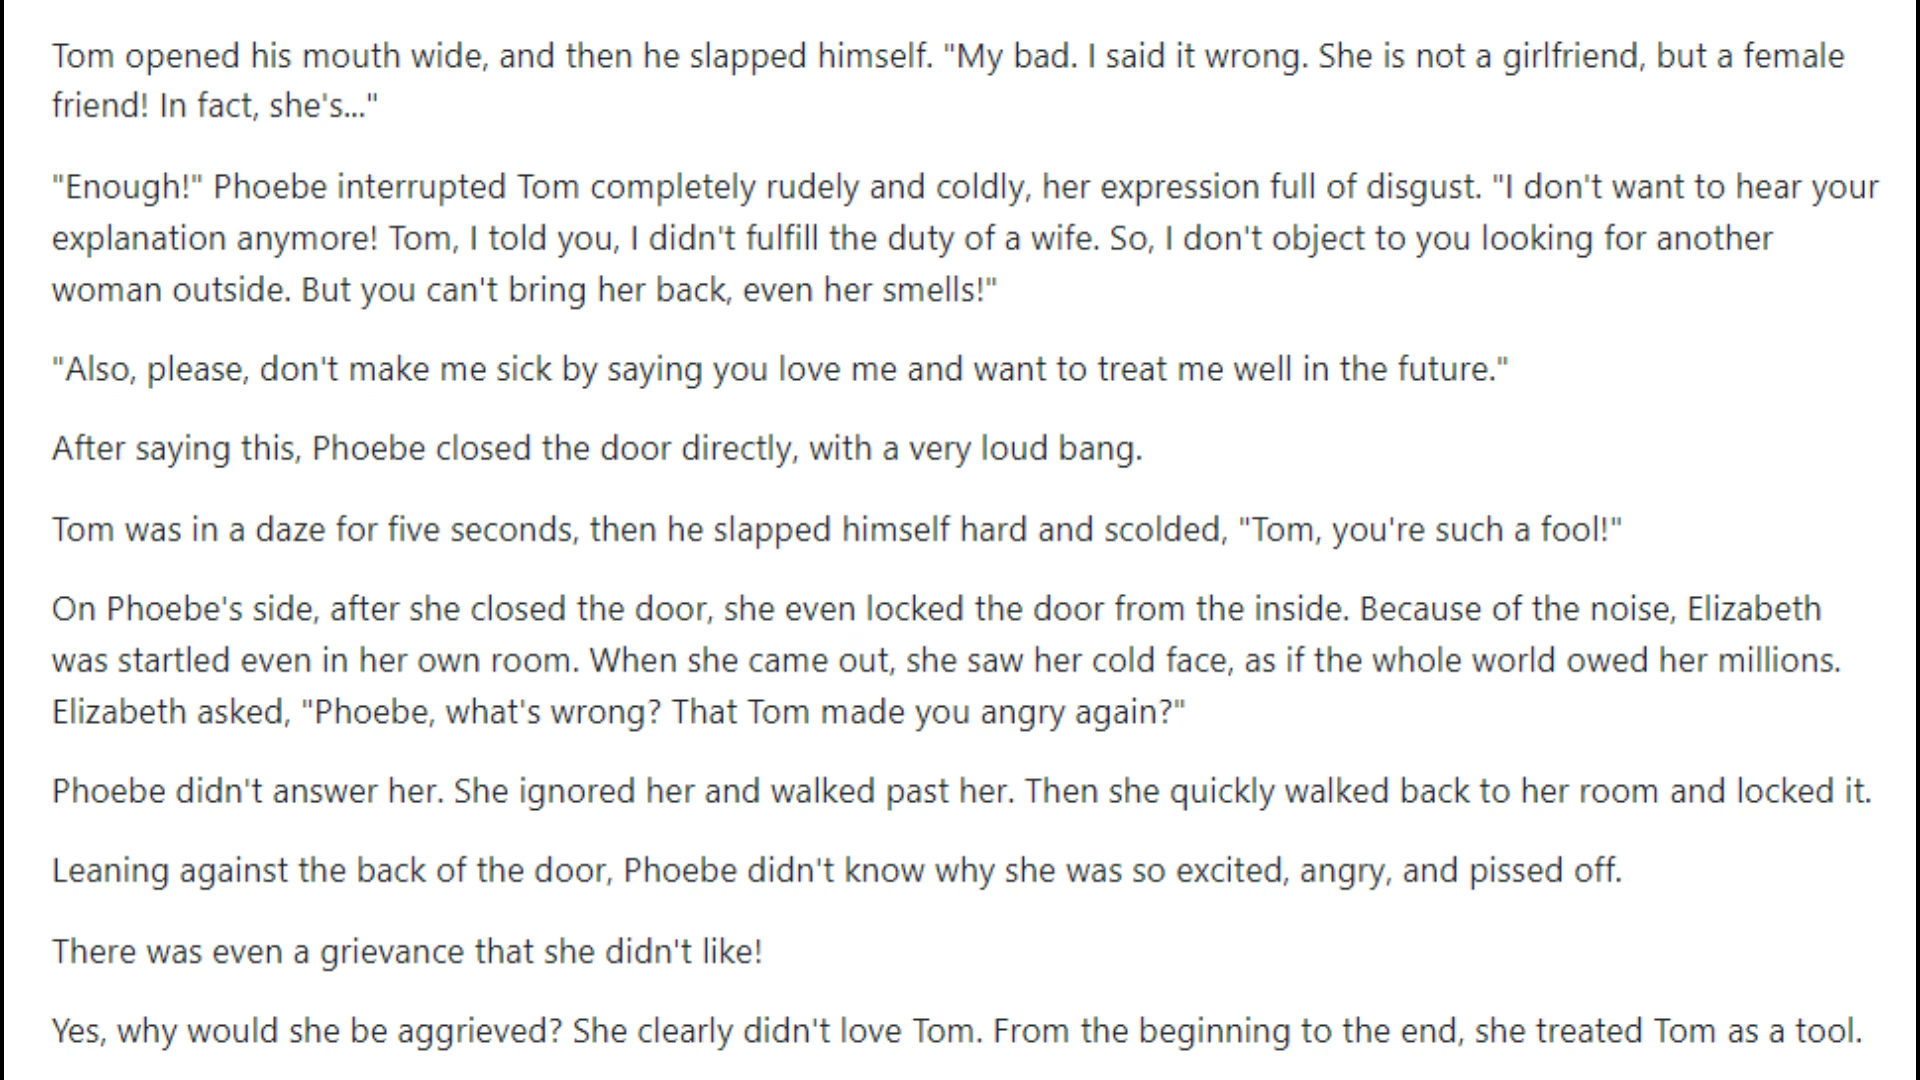 Tom opened his mouth wide, and then he slapped himself. "My bad. I said it wrong. She is not a girlfriend, but a female
friend! In fact, she's..."
"Enough!" Phoebe interrupted Tom completely rudely and coldly, her expression full of disgust. "I don't want to hear your
explanation anymore! Tom, I told you, I didn't fulfill the duty of a wife. So, I don't object to you looking for another
woman outside. But you can't bring her back, even her smells!"
"Also, please, don't make me sick by saying you love me and want to treat me well in the future."
After saying this, Phoebe closed the door directly, with a very loud bang.
Tom was in a daze for five seconds, then he slapped himself hard and scolded, "Tom, you're such a fool!"
On Phoebe's side, after she closed the door, she even locked the door from the inside. Because of the noise, Elizabeth
was startled even in her own room. When she came out, she saw her cold face, as if the whole world owed her millions.
Elizabeth asked, "Phoebe, what's wrong? That Tom made you angry again?"
Phoebe didn't answer her. She ignored her and walked past her. Then she quickly walked back to her room and locked it.
Leaning against the back of the door, Phoebe didn't know why she was so excited, angry, and pissed off.
There was even a grievance that she didn't like!
Yes, why would she be aggrieved? She clearly didn't love Tom. From the beginning to the end, she treated Tom as a tool.